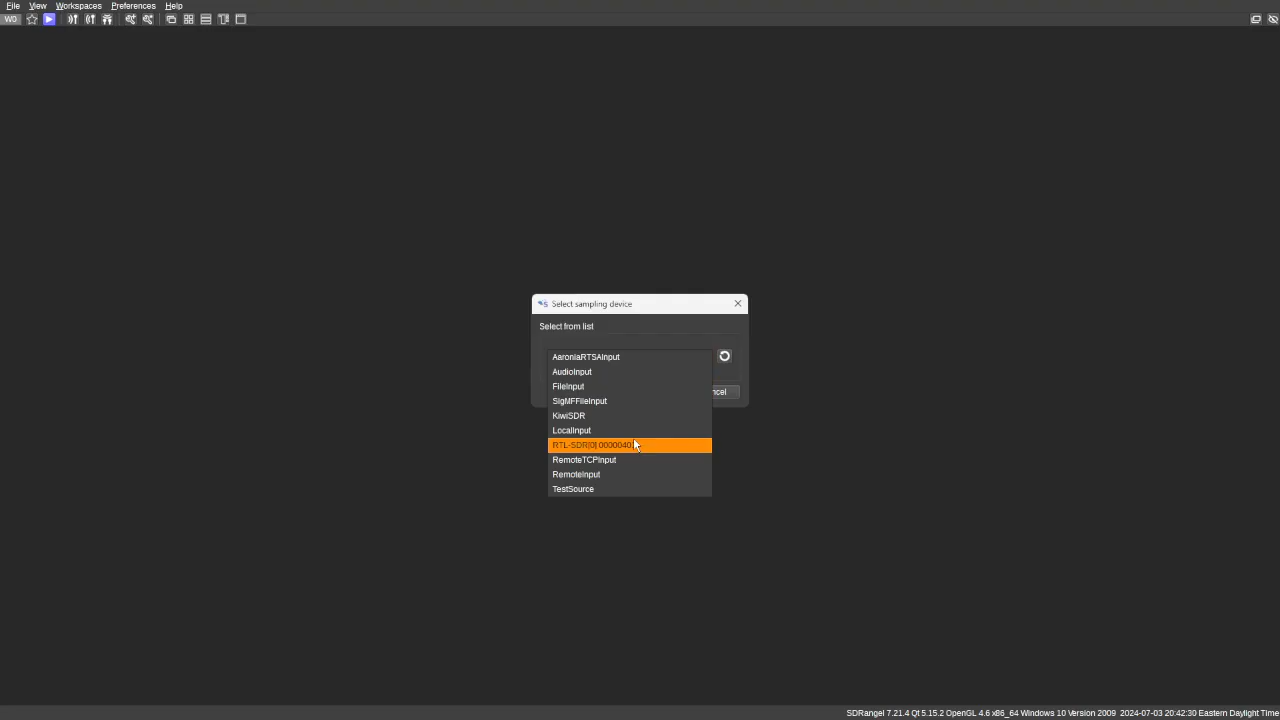 File View Workspaces Preferences Help
W0
Select sampling device
Select from list
AaroniaRTSAInput
AudioInput
FileInput
SigMFFileInput
ncel
KiwiSDR
LocalInput
RTL-SDR[0] 0000040
RemoteTCPInput
RemoteInput
TestSource
SDRangel 7.21.4 Qt 5.15.2 OpenGL 4.6 x86_64 Windows 10 Version 2009 2024-07-03 20:42:30 Eastern Daylight Time